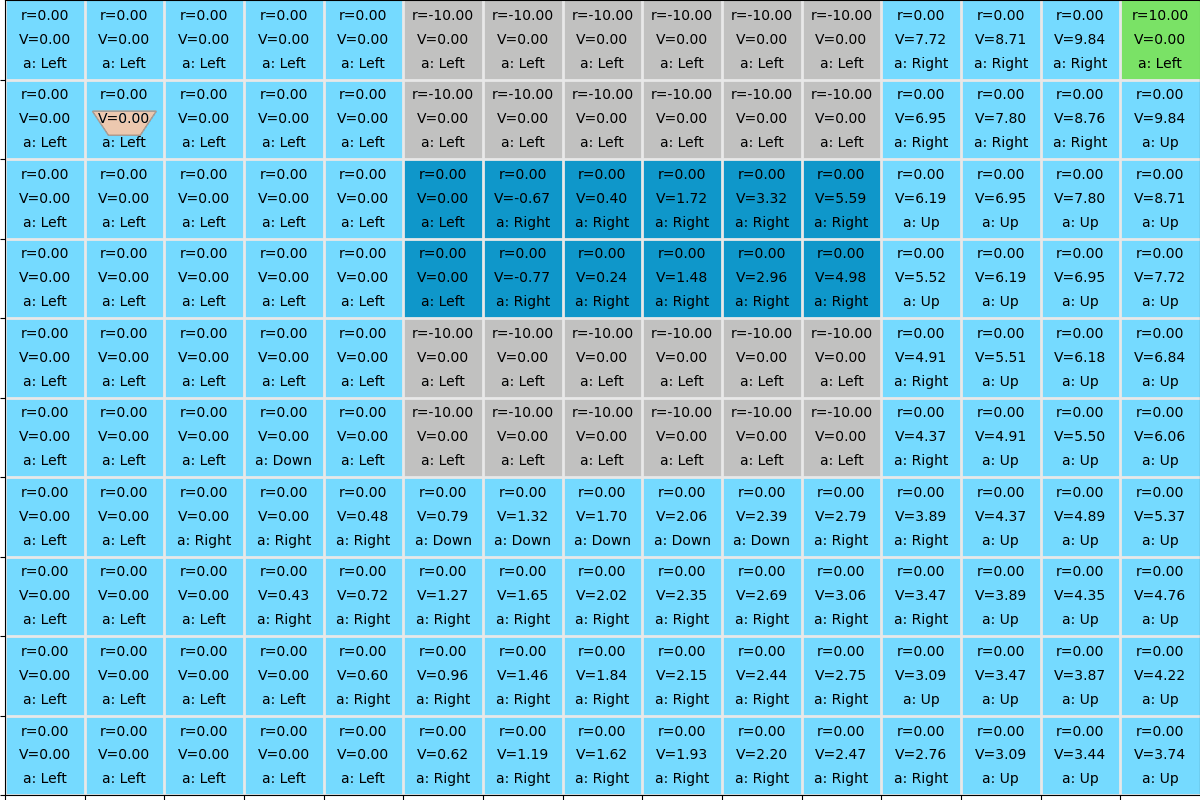 r=0.00 r=0.00 r=0.00 r=0.00 r=0.00 r=-10.00 r=-10.00 r=-10.00 r=-10.00 r=-10.00 r=-10.00 r=0.00 r=0.00 r=0.00 r=10.00
V=0.00 V=0.00 V=0.00 V=0.00 V=0.00 V=0.00 V=0.00 V=0.00 V=0.00 V=0.00 V=0.00 V=7.72 V=8.71 V=9.84 V=0.00
a: Left a: Left a: Left a: Left a: Left a: Left a: Left a: Left a: Left a: Left a: Left a: Right a: Right a: Right a: Left
r=0.00 r=0.00 r=0.00 r=0.00 r=0.00 r=-10.00 r=-10.00 r=-10.00 r=-10.00 r=-10.00 r=-10.00 r=0.00 r=0.00 r=0.00 r=0.00
V=0.00 V=0.00 V=0.00 V=0.00 V=0.00 V=0.00 V=0.00 V=0.00 V=0.00 V=0.00 V=0.00 V=6.95 V=7.80 V=8.76 V=9.84
a: Left a: Left a: Left a: Left a: Left a: Left a: Left a: Left a: Left a: Left a: Left a: Right a: Right a: Right a: Up
r=0.00 r=0.00 r=0.00 r=0.00 r=0.00 r=0.00 r=0.00 r=0.00 r=0.00 r=0.00 r=0.00 r=0.00 r=0.00 r=0.00 r=0.00
V=0.00 V=0.00 V=0.00 V=0.00 V=0.00 V=0.00 V=-0.67 V=0.40 V=1.72 V=3.32 V=5.59 V=6.19 V=6.95 V=7.80 V=8.71
a: Left a: Left a: Left a: Left a: Left a: Left a: Right a: Right a: Right a: Right a: Right a: Up a: Up a: Up a: Up
r=0.00 r=0.00 r=0.00 r=0.00 r=0.00 r=0.00 r=0.00 r=0.00 r=0.00 r=0.00 r=0.00 r=0.00 r=0.00 r=0.00 r=0.00
V=0.00 V=0.00 V=0.00 V=0.00 V=0.00 V=0.00 V=-0.77 V=0.24 V=1.48 V=2.96 V=4.98 V=5.52 V=6.19 V=6.95 V=7.72
a: Left a: Left a: Left a: Left a: Left a: Left a: Right a: Right a: Right a: Right a: Right a: Up a: Up a: Up a: Up
r=0.00 r=0.00 r=0.00 r=0.00 r=0.00 r=-10.00 r=-10.00 r=-10.00 r=-10.00 r=-10.00 r=-10.00 r=0.00 r=0.00 r=0.00 r=0.00
V=0.00 V=0.00 V=0.00 V=0.00 V=0.00 V=0.00 V=0.00 V=0.00 V=0.00 V=0.00 V=0.00 V=4.91 V=5.51 V=6.18 V=6.84
a: Left a: Left a: Left a: Left a: Left a: Left a: Left a: Left a: Left a: Left a: Left a: Right a: Up a: Up a: Up
r=0.00 r=0.00 r=0.00 r=0.00 r=0.00 r=-10.00 r=-10.00 r=-10.00 r=-10.00 r=-10.00 r=-10.00 r=0.00 r=0.00 r=0.00 r=0.00
V=0.00 V=0.00 V=0.00 V=0.00 V=0.00 V=0.00 V=0.00 V=0.00 V=0.00 V=0.00 V=0.00 V=4.37 V=4.91 V=5.50 V=6.06
a: Left a: Left a: Left a: Down a: Left a: Left a: Left a: Left a: Left a: Left a: Left a: Right a: Up a: Up a: Up
r=0.00 r=0.00 r=0.00 r=0.00 r=0.00 r=0.00 r=0.00 r=0.00 r=0.00 r=0.00 r=0.00 r=0.00 r=0.00 r=0.00 r=0.00
V=0.00 V=0.00 V=0.00 V=0.00 V=0.48 V=0.79 V=1.32 V=1.70 V=2.06 V=2.39 V=2.79 V=3.89 V=4.37 V=4.89 V=5.37
a: Left a: Left a: Right a: Right a: Right a: Down a: Down a: Down a: Down a: Down a: Right a: Right a: Up a: Up a: Up
r=0.00 r=0.00 r=0.00 r=0.00 r=0.00 r=0.00 r=0.00 r=0.00 r=0.00 r=0.00 r=0.00 r=0.00 r=0.00 r=0.00 r=0.00
V=0.00 V=0.00 V=0.00 V=0.43 V=0.72 V=1.27 V=1.65 V=2.02 V=2.35 V=2.69 V=3.06 V=3.47 V=3.89 V=4.35 V=4.76
a: Left a: Left a: Left a: Right a: Right a: Right a: Right a: Right a: Right a: Right a: Right a: Right a: Up a: Up a: Up
r=0.00 r=0.00 r=0.00 r=0.00 r=0.00 r=0.00 r=0.00 r=0.00 r=0.00 r=0.00 r=0.00 r=0.00 r=0.00 r=0.00 r=0.00
V=0.00 V=0.00 V=0.00 V=0.00 V=0.60 V=0.96 V=1.46 V=1.84 V=2.15 V=2.44 V=2.75 V=3.09 V=3.47 V=3.87 V=4.22
a: Left a: Left a: Left a: Left a: Right a: Right a: Right a: Right a: Right a: Right a: Right a: Up a: Up a: Up a: Up
r=0.00 r=0.00 r=0.00 r=0.00 r=0.00 r=0.00 r=0.00 r=0.00 r=0.00 r=0.00 r=0.00 r=0.00 r=0.00 r=0.00 r=0.00
V=0.00 V=0.00 V=0.00 V=0.00 V=0.00 V=0.62 V=1.19 V=1.62 V=1.93 V=2.20 V=2.47 V=2.76 V=3.09 V=3.44 V=3.74
a: Left a: Left a: Left a: Left a: Left a: Right a: Right a: Right a: Right a: Right a: Right a: Right a: Up a: Up a: Up